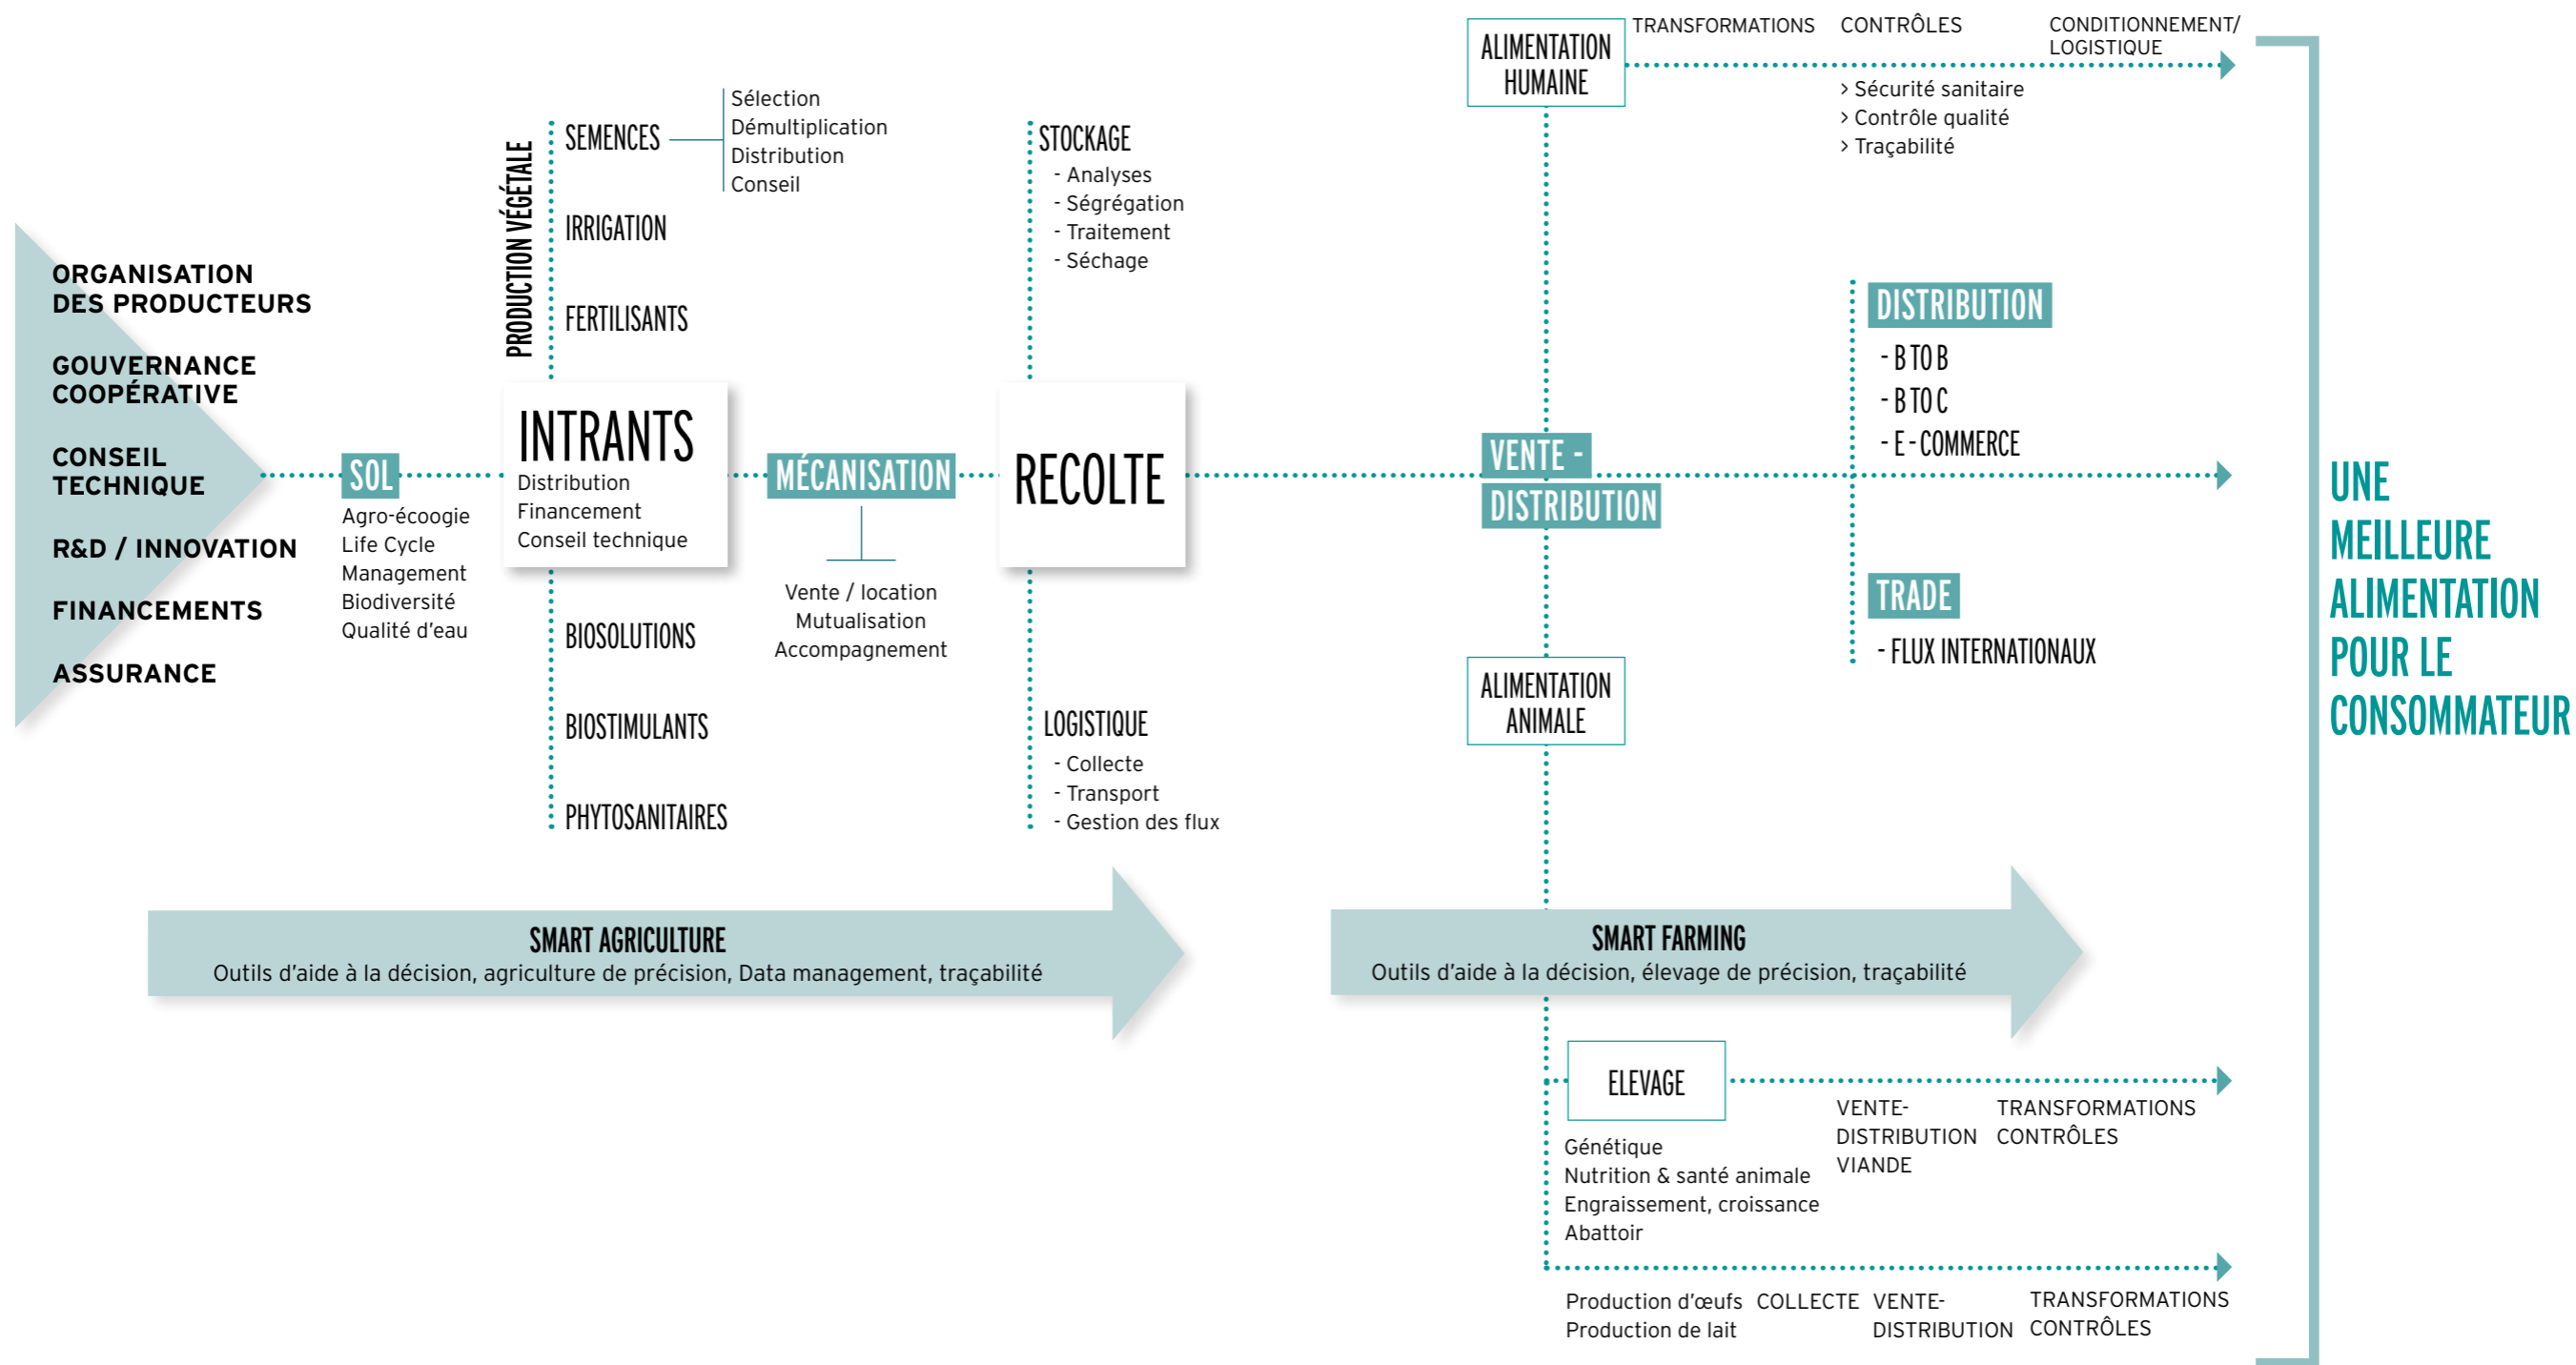 ORGANISATION
DES PRODUCTEURS
GOUVERNANCE
COOPÉRATIVE
CONSEIL
TECHNIQUE
R&D / INNOVATION
FINANCEMENTS
ASSURANCE
SOL
Agro-écoogie
Life Cycle
Management
Biodiversité
Qualité d'eau
PRODUCTION VÉGÉTALE
SEMENCES
Sélection
Démultiplication
Distribution
Conseil
IRRIGATION
FERTILISANTS
INTRANTS
Distribution
Financement
Conseil technique
BIOSOLUTIONS
BIOSTIMULANTS
PHYTOSANITAIRES
MÉCANISATION
Vente / location
Mutualisation
Accompagnement
STOCKAGE
- Analyses
- Ségrégation
- Traitement
- Séchage
RECOLTE
LOGISTIQUE
- Collecte
- Transport
- Gestion des flux
SMART AGRICULTURE
Outils d'aide à la décision, agriculture de précision, Data management, traçabilité
ALIMENTATION
HUMAINE
TRANSFORMATIONS
CONTRÔLES
> Sécurité sanitaire
> Contrôle qualité
> Traçabilité
CONDITIONNEMENT/
LOGISTIQUE
VENTE -
DISTRIBUTION
DISTRIBUTION
- B TO B
- B TO C
- E - COMMERCE
TRADE
- FLUX INTERNATIONAUX
ALIMENTATION
ANIMALE
SMART FARMING
Outils d'aide à la décision, élevage de précision, traçabilité
ELEVAGE
Génétique
Nutrition & santé animale
Engraissement, croissance
Abattoir
VENTE-
DISTRIBUTION
VIANDE
TRANSFORMATIONS
CONTRÔLES
Production d'œufs
Production de lait
COLLECTE
VENTE-
DISTRIBUTION
TRANSFORMATIONS
CONTRÔLES
UNE
MEILLEURE
ALIMENTATION
POUR LE
CONSOMMATEUR